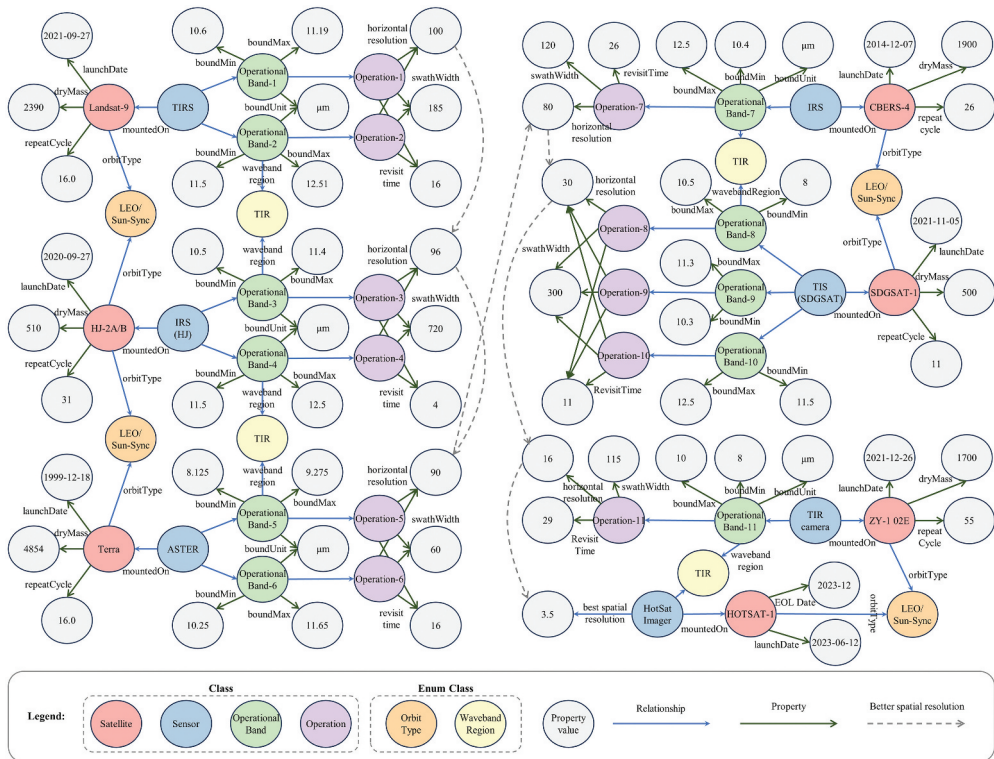 2021-09-27
10.6
11.19
horizontal
resolution
100
launchDate
boundMin
boundMax
dryMass
2390
Landsat-9
TIRS
Operational
Band-1
Operation-1
swathWidth
boundUnit
μm
185
mountedOn
repeatCycle
Operational
Band-2
Operation-2
boundMin
boundMax
orbitType
waveband
region
revisit
time
16.0
11.5
12.51
16
LEO/
Sun-Sync
TIR
2020-09-27
10.5
11.4
horizontal
resolution
96
orbitType
waveband
region
launchDate
boundMin
boundMax
dryMass
510
HJ-2A/B
IRS
(HJ)
Operational
Band-3
Operation-3
swathWidth
boundUnit
μm
720
mountedOn
repeatCycle
Operational
Band-4
Operation-4
boundMin
boundMax
orbitType
waveband
region
revisit
time
31
11.5
12.5
4
LEO/
Sun-Sync
TIR
1999-12-18
8.125
9.275
horizontal
resolution
90
waveband
region
orbitType
launchDate
boundMin
boundMax
dryMass
4854
Terra
ASTER
Operational
Band-5
Operation-5
swathWidth
boundUnit
μm
60
mountedOn
repeatCycle
Operational
Band-6
Operation-6
boundMin
boundMax
revisit
time
16.0
10.25
11.65
16
120
26
12.5
10.4
μm
2014-12-07
1900
swathWidth
revisitTime
boundMin
boundUnit
boundMax
launchDate
dryMass
80
Operation-7
Operational
Band-7
IRS
CBERS-4
26
horizontal
resolution
mountedOn
repeat
cycle
orbitType
TIR
30
horizontal
resolution
10.5
wavebandRegion
8
LEO/
Sun-Sync
2021-11-05
boundMax
boundMin
Operation-8
Operational
Band-8
orbitType
launchDate
swathWidth
11.3
boundMax
dryMass
300
Operation-9
Operational
Band-9
TIS
(SDGSAT)
SDGSAT-1
500
mountedOn
10.3
boundMin
repeatCycle
Operation-10
Operational
Band-10
boundMin
RevisitTime
boundMax
11
12.5
11.5
11
16
115
10
8
μm
2021-12-26
1700
horizontal
resolution
swathWidth
boundMax
boundMin
boundUnit
launchDate
dryMass
29
Revisit
Time
Operation-11
Operational
Band-11
TIR
camera
ZY-1 02E
55
mountedOn
repeat
Cycle
waveband
region
TIR
orbitType
2023-12
EOL Date
3.5
best spatial
resolution
HotSat
Imager
mountedOn
HOTSAT-1
orbitType
LEO/
Sun-Sync
launchDate
2023-06-12
Class
Enum Class
Legend:
Satellite
Sensor
Operational
Band
Operation
Orbit
Type
Waveband
Region
Property
value
Relationship
Property
Better spatial resolution